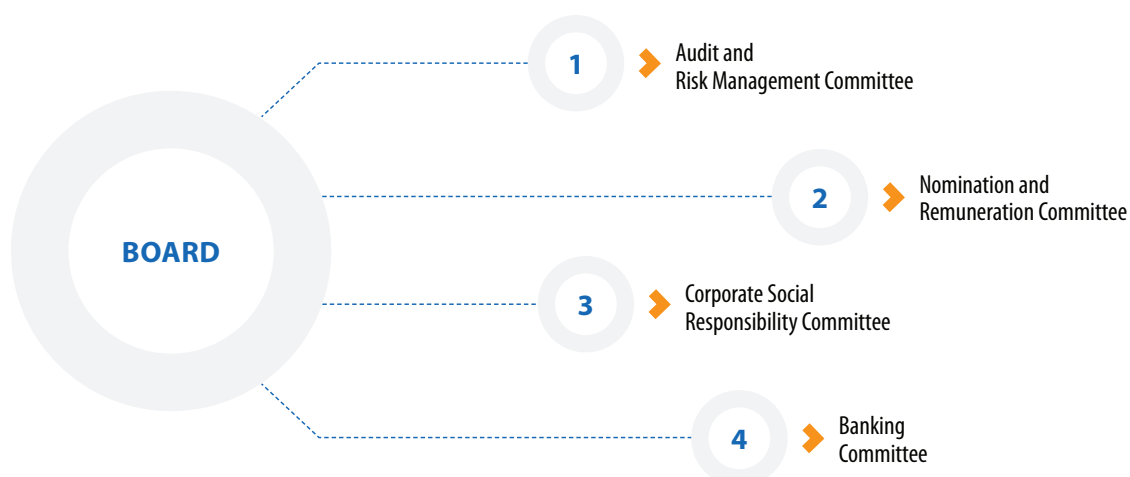 BOARD
1
Audit and
Risk Management Committee
2
Nomination and
Remuneration Committee
3
Corporate Social
Responsibility Committee
4
Banking
Committee